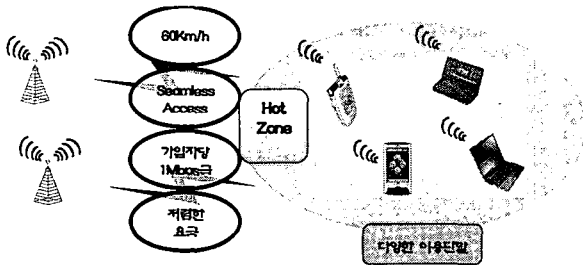 60Km/h
Seamless
Access
Hot
Zone
가입자당
1Mbps급
저렴한
요금
다양한 이용단말